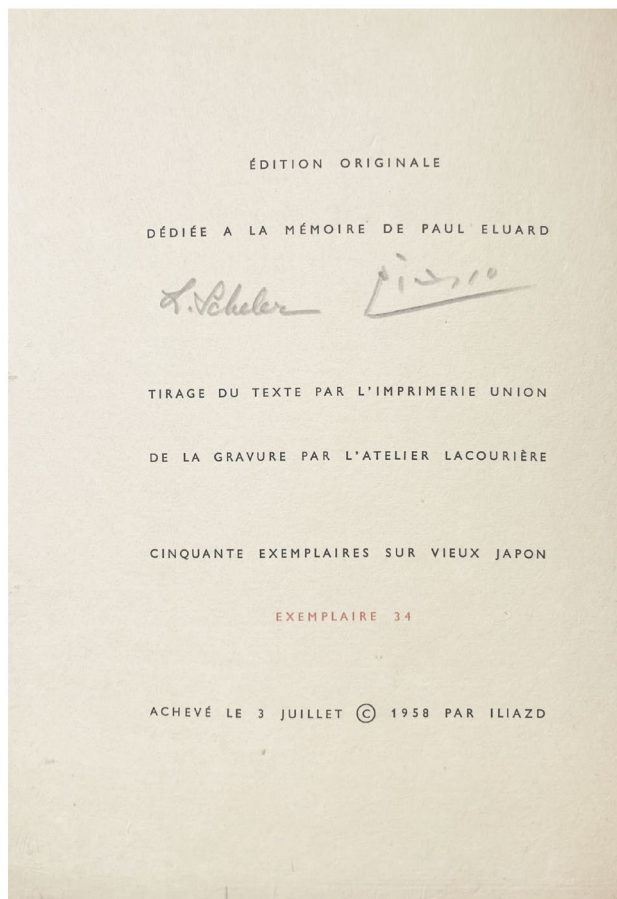 ÉDITION ORIGINALE
DÉDIÉE A LA MÉMOIRE DE PAUL ELUARD
L. Scheler Picasso
TIRAGE DU TEXTE PAR L'IMPRIMERIE UNION
DE LA GRAVURE PAR L'ATELIER LACOURIÈRE
CINQUANTE EXEMPLAIRES SUR VIEUX JAPON
EXEMPLAIRE 34
ACHEVÉ LE 3 JUILLET © 1958 PAR ILIAZD